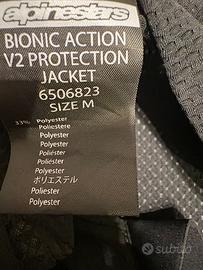 alpinestars
BIONIC ACTION
V2 PROTECTION
JACKET
6506823
SIZE M
33% Polyester
Poliestere
Polyester
Polyester
Poliéster
Poliéster
ポリエステル
Poliester
Polyester
subito